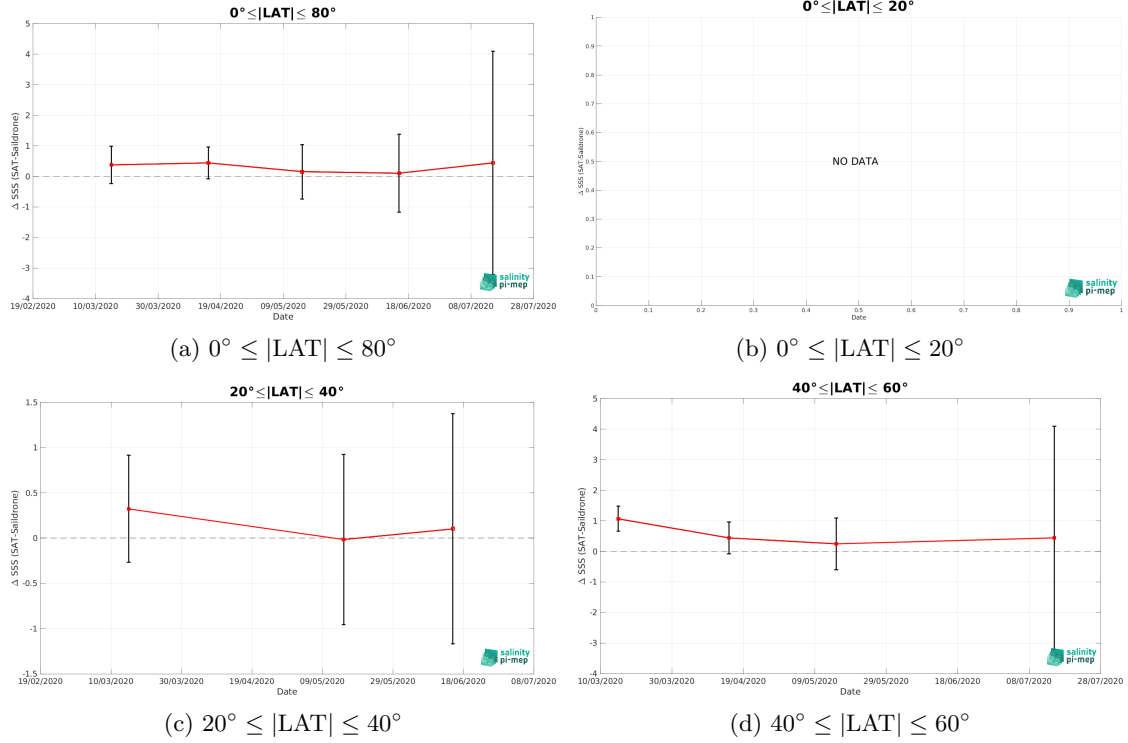 0°≤|LAT|≤ 80°
5
4
3
2
1
0
-1
-2
-3
-4
Δ SSS (SAT-Saildrone)
19/02/2020 10/03/2020 30/03/2020 19/04/2020 09/05/2020 29/05/2020 18/06/2020 08/07/2020 28/07/2020
Date
salinity
pi-mep
(a) 0° ≤ |LAT| ≤ 80°
0°≤|LAT|≤ 20°
1
0.9
0.8
0.7
0.6
0.5
0.4
0.3
0.2
0.1
0
Δ SSS (SAT-Saildrone)
NO DATA
0 0.1 0.2 0.3 0.4 0.5 0.6 0.7 0.8 0.9 1
Date
salinity
pi-mep
(b) 0° ≤ |LAT| ≤ 20°
20°≤|LAT|≤ 40°
1.5
1
0.5
0
-0.5
-1
-1.5
Δ SSS (SAT-Saildrone)
19/02/2020 10/03/2020 30/03/2020 19/04/2020 09/05/2020 29/05/2020 18/06/2020 08/07/2020
Date
salinity
pi-mep
(c) 20° ≤ |LAT| ≤ 40°
40°≤|LAT|≤ 60°
5
4
3
2
1
0
-1
-2
-3
-4
Δ SSS (SAT-Saildrone)
10/03/2020 30/03/2020 19/04/2020 09/05/2020 29/05/2020 18/06/2020 08/07/2020 28/07/2020
Date
salinity
pi-mep
(d) 40° ≤ |LAT| ≤ 60°